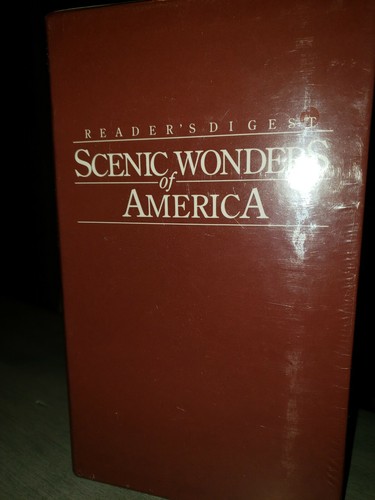 READER'S DIGEST
SCENIC WONDERS
of
AMERICA